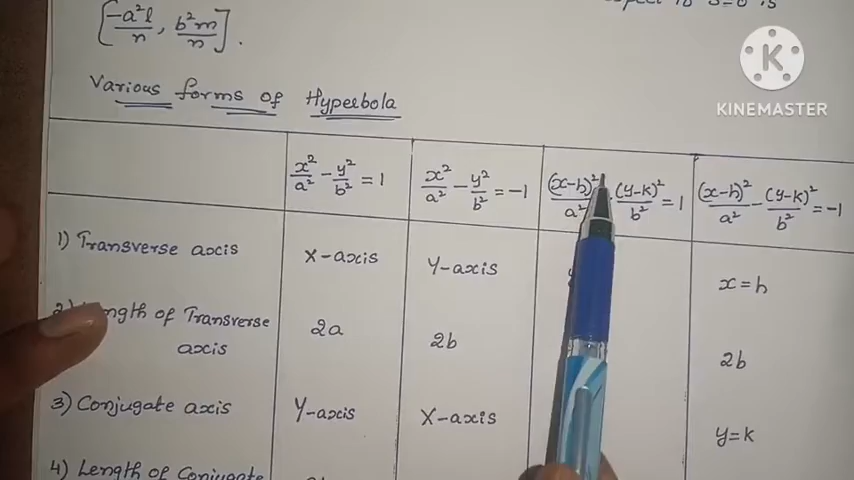 [-a²l/n, b²m/n].
KINEMASTER
Various forms of Hyperbola
x²/a² - y²/b² = 1
x²/a² - y²/b² = -1
(x-h)²/a² (y-k)²/b² = 1
(x-h)²/a² - (y-k)²/b² = -1
1) Transverse axis
X-axis
Y-axis
x = h
Length of Transverse
axis
2a
2b
2b
3) Conjugate axis
Y-axis
X-axis
y = k
4) Length of Conjugate